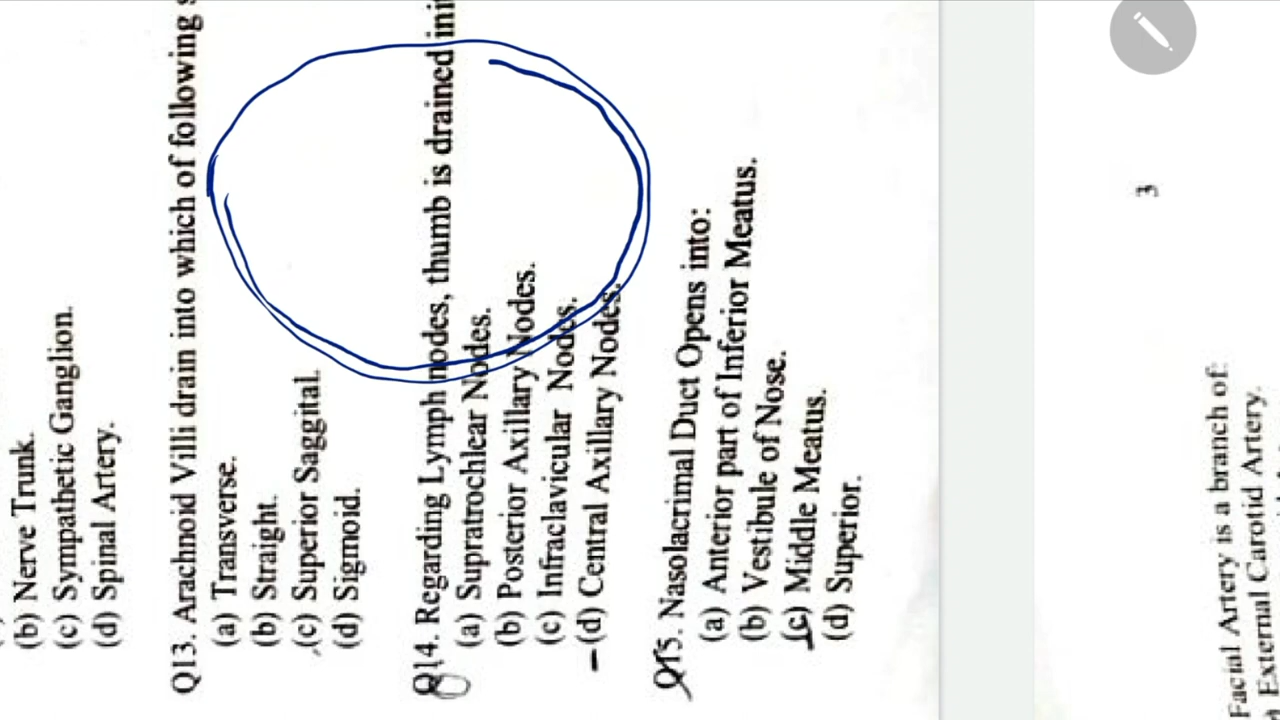 (b) Nerve Trunk.
(c) Sympathetic Ganglion.
(d) Spinal Artery.
Q13. Arachnoid Villi drain into which of following
(a) Transverse.
(b) Straight.
(c) Superior Saggital.
(d) Sigmoid.
Q14. Regarding Lymph nodes, thumb is drained
(a) Supratrochlear Nodes.
(b) Posterior Axillary Nodes.
(c) Infraclavicular Nodes.
(d) Central Axillary Nodes.
Q15. Nasolacrimal Duct Opens into:
(a) Anterior part of Inferior Meatus.
(b) Vestibule of Nose.
(c) Middle Meatus.
(d) Superior.
3
Facial Artery is a branch of:
External Carotid Artery.